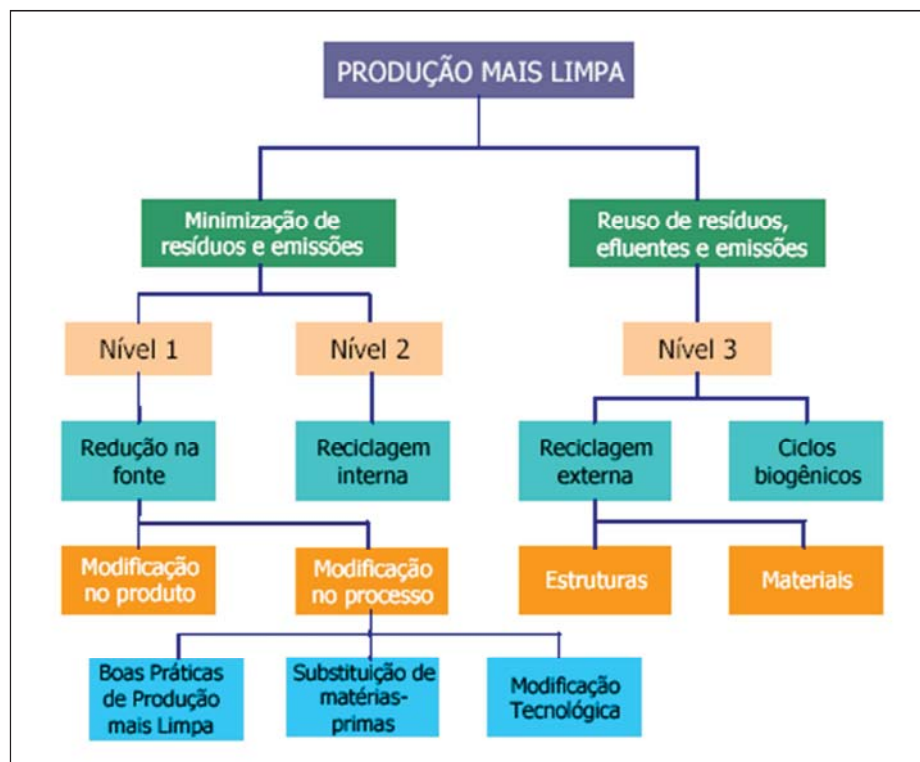 PRODUÇÃO MAIS LIMPA
Minimização de
resíduos e emissões
Reuso de resíduos,
efluentes e emissões
Nível 1
Nível 2
Nível 3
Redução na
fonte
Reciclagem
interna
Reciclagem
externa
Ciclos
biogênicos
Modificação
no produto
Modificação
no processo
Estruturas
Materiais
Boas Práticas
de Produção
mais Limpa
Substituição de
matérias-
primas
Modificação
Tecnológica